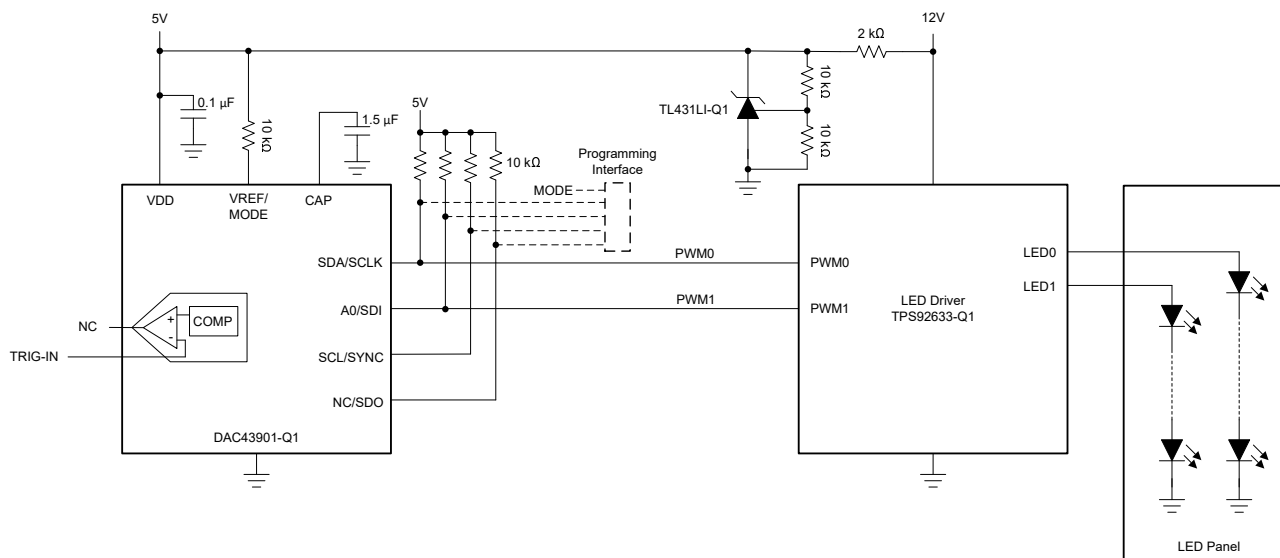 5V
12V
2 kΩ
0.1 µF
10 kΩ
1.5 µF
5V
10 kΩ
TL431LI-Q1
10 kΩ
10 kΩ
Programming
Interface
MODE
VDD
VREF/
MODE
CAP
SDA/SCLK
PWM0
PWM0
LED0
A0/SDI
PWM1
PWM1
LED1
LED Driver
TPS92633-Q1
NC
+
-
COMP
TRIG-IN
SCL/SYNC
NC/SDO
DAC43901-Q1
LED Panel